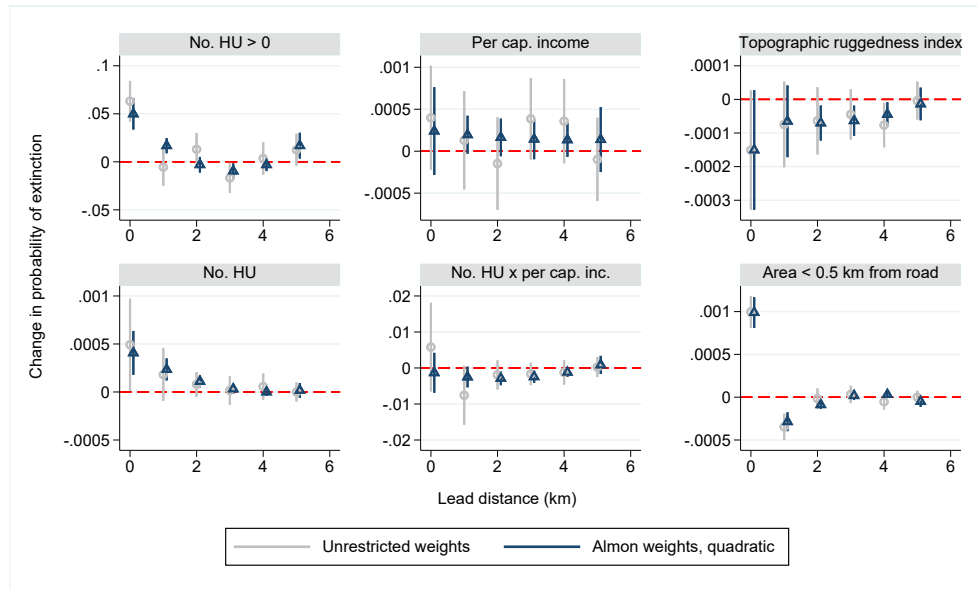 No. HU > 0
Per cap. income
Topographic ruggedness index
.1
.05
0
-.05
0 2 4 6
.001
.0005
0
-.0005
0 2 4 6
.0001
0
-.0001
-.0002
-.0003
0 2 4 6
No. HU
No. HU x per cap. inc.
Area < 0.5 km from road
.001
.0005
0
-.0005
0 2 4 6
.02
.01
0
-.01
-.02
0 2 4 6
.001
.0005
0
-.0005
0 2 4 6
Change in probability of extinction
Lead distance (km)
Unrestricted weights
Almon weights, quadratic